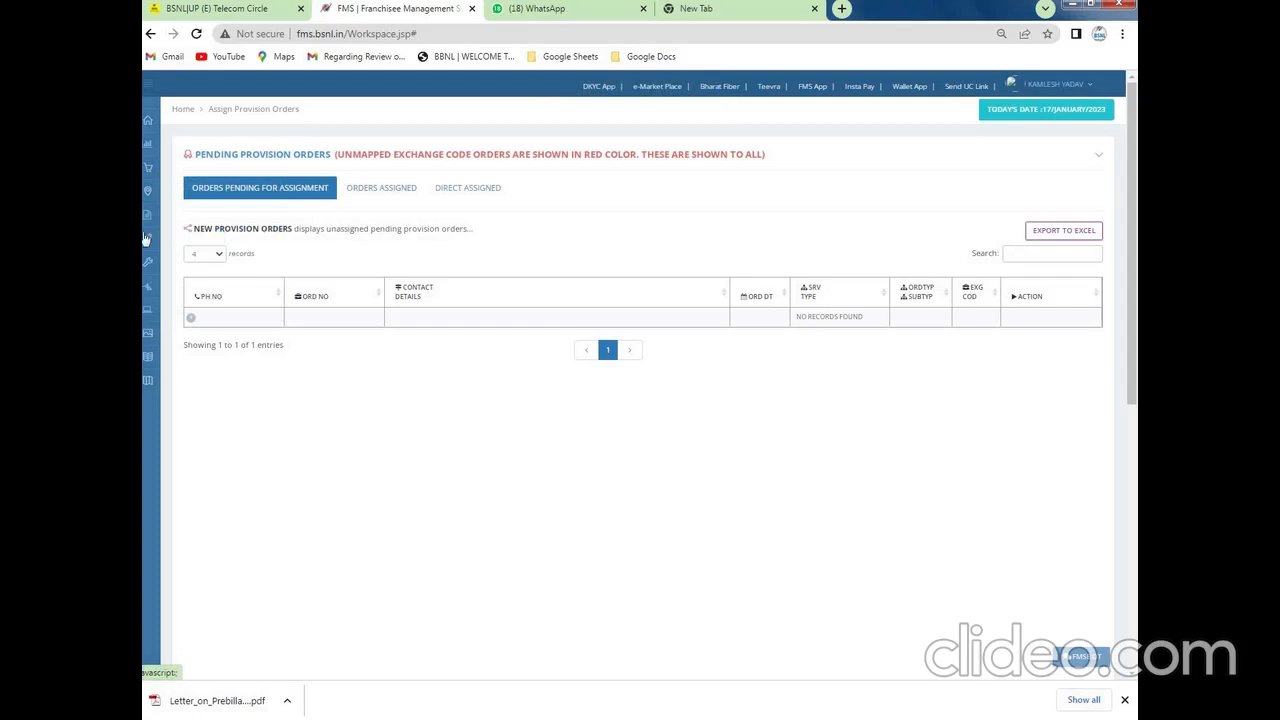 BSNL|UP (E) Telecom Circle
FMS | Franchisee Management S
(18) WhatsApp
New Tab
Not secure | fms.bsnl.in/Workspace.jsp#
Gmail
YouTube
Maps
Regarding Review o...
BBNL | WELCOME T...
Google Sheets
Google Docs
DKYC App | e-Market Place | Bharat Fiber | Teevra | FMS App | Insta Pay | Wallet App | Send UC Link |
! KAMLESH YADAV
Home > Assign Provision Orders
TODAY'S DATE :17/JANUARY/2023
PENDING PROVISION ORDERS (UNMAPPED EXCHANGE CODE ORDERS ARE SHOWN IN RED COLOR. THESE ARE SHOWN TO ALL)
ORDERS PENDING FOR ASSIGNMENT
ORDERS ASSIGNED
DIRECT ASSIGNED
NEW PROVISION ORDERS displays unassigned pending provision orders...
EXPORT TO EXCEL
4 records
Search:
PH NO
ORD NO
CONTACT
DETAILS
ORD DT
SRV
TYPE
ORDTYP
SUBTYP
EXG
COD
ACTION
NO RECORDS FOUND
Showing 1 to 1 of 1 entries
< 1 >
FMSBOT
clideo.com
avascript:;
Letter_on_Prebilla....pdf
Show all